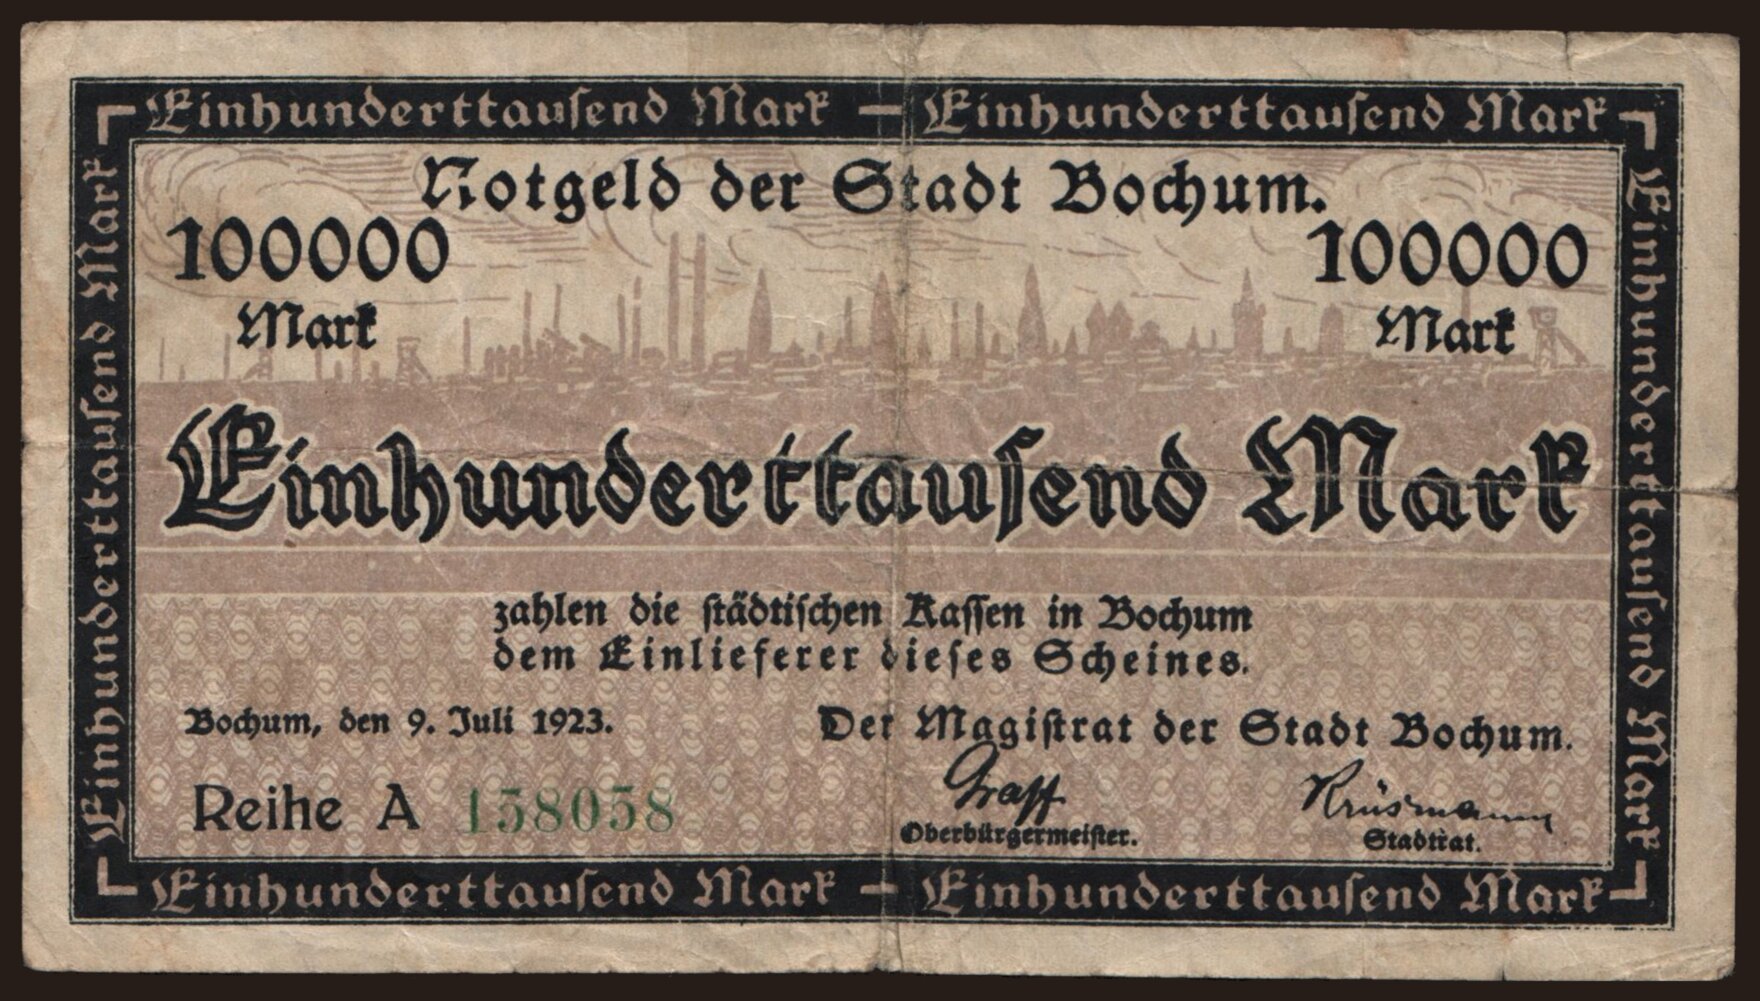 Einhunderttausend Mark — Einhunderttausend Mark
Einhunderttausend Mark
Einhunderttausend Mark
Notgeld der Stadt Bochum.
100000
Mark
100000
Mark
Einhunderttausend Mark
zahlen die städtischen Kassen in Bochum
dem Einlieferer dieses Scheines.
Bochum, den 9. Juli 1923.
Der Magistrat der Stadt Bochum.
Reihe A 158058
Graff
Oberbürgermeister.
Krüsmann
Stadtrat.
Einhunderttausend Mark — Einhunderttausend Mark